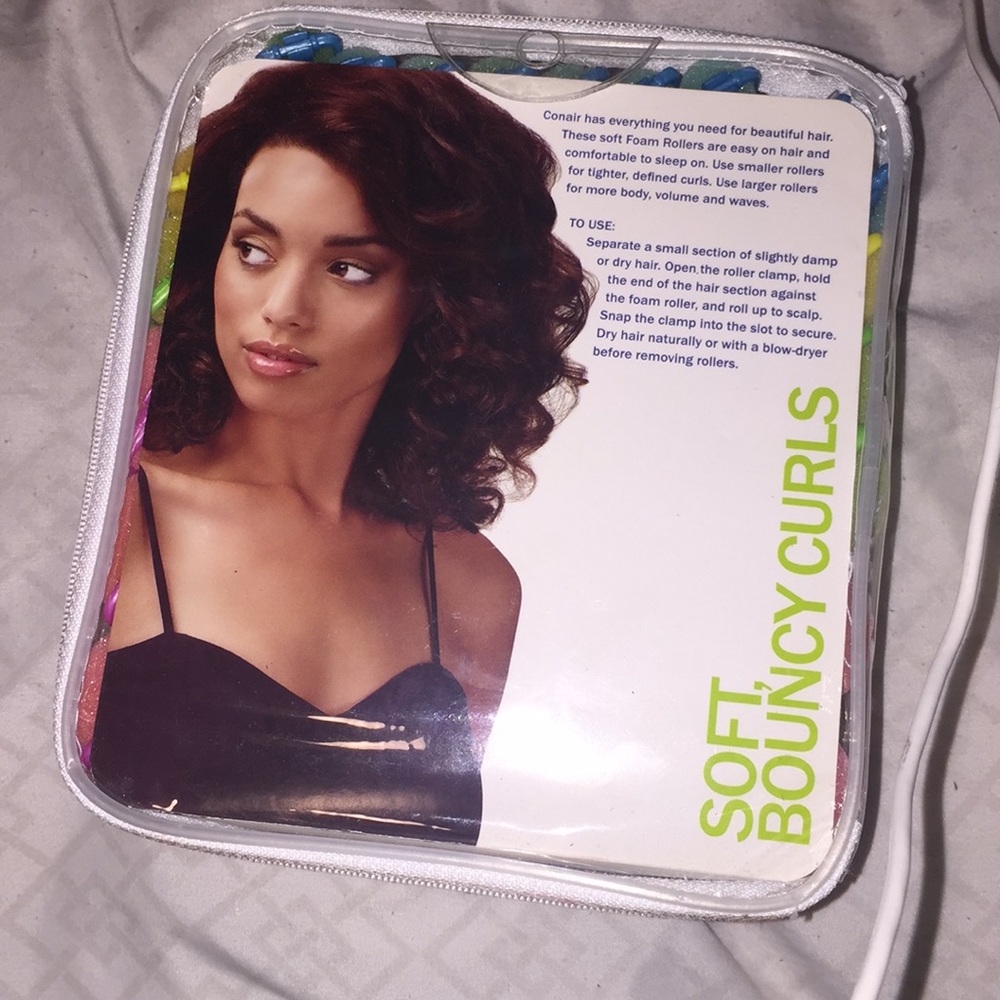 Conair has everything you need for beautiful hair.
These soft Foam Rollers are easy on hair and
comfortable to sleep on. Use smaller rollers
for tighter, defined curls. Use larger rollers
for more body, volume and waves.
TO USE:
Separate a small section of slightly damp
or dry hair. Open the roller clamp, hold
the end of the hair section against
the foam roller, and roll up to scalp.
Snap the clamp into the slot to secure.
Dry hair naturally or with a blow-dryer
before removing rollers.
SOFT,
BOUNCY CURLS